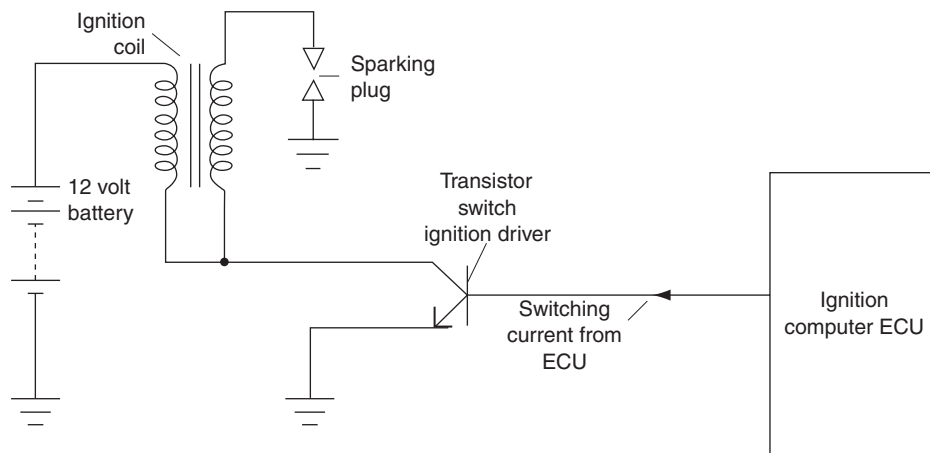 Ignition
coil
Sparking
plug
12 volt
battery
Transistor
switch
ignition driver
Switching
current from
ECU
Ignition
computer ECU